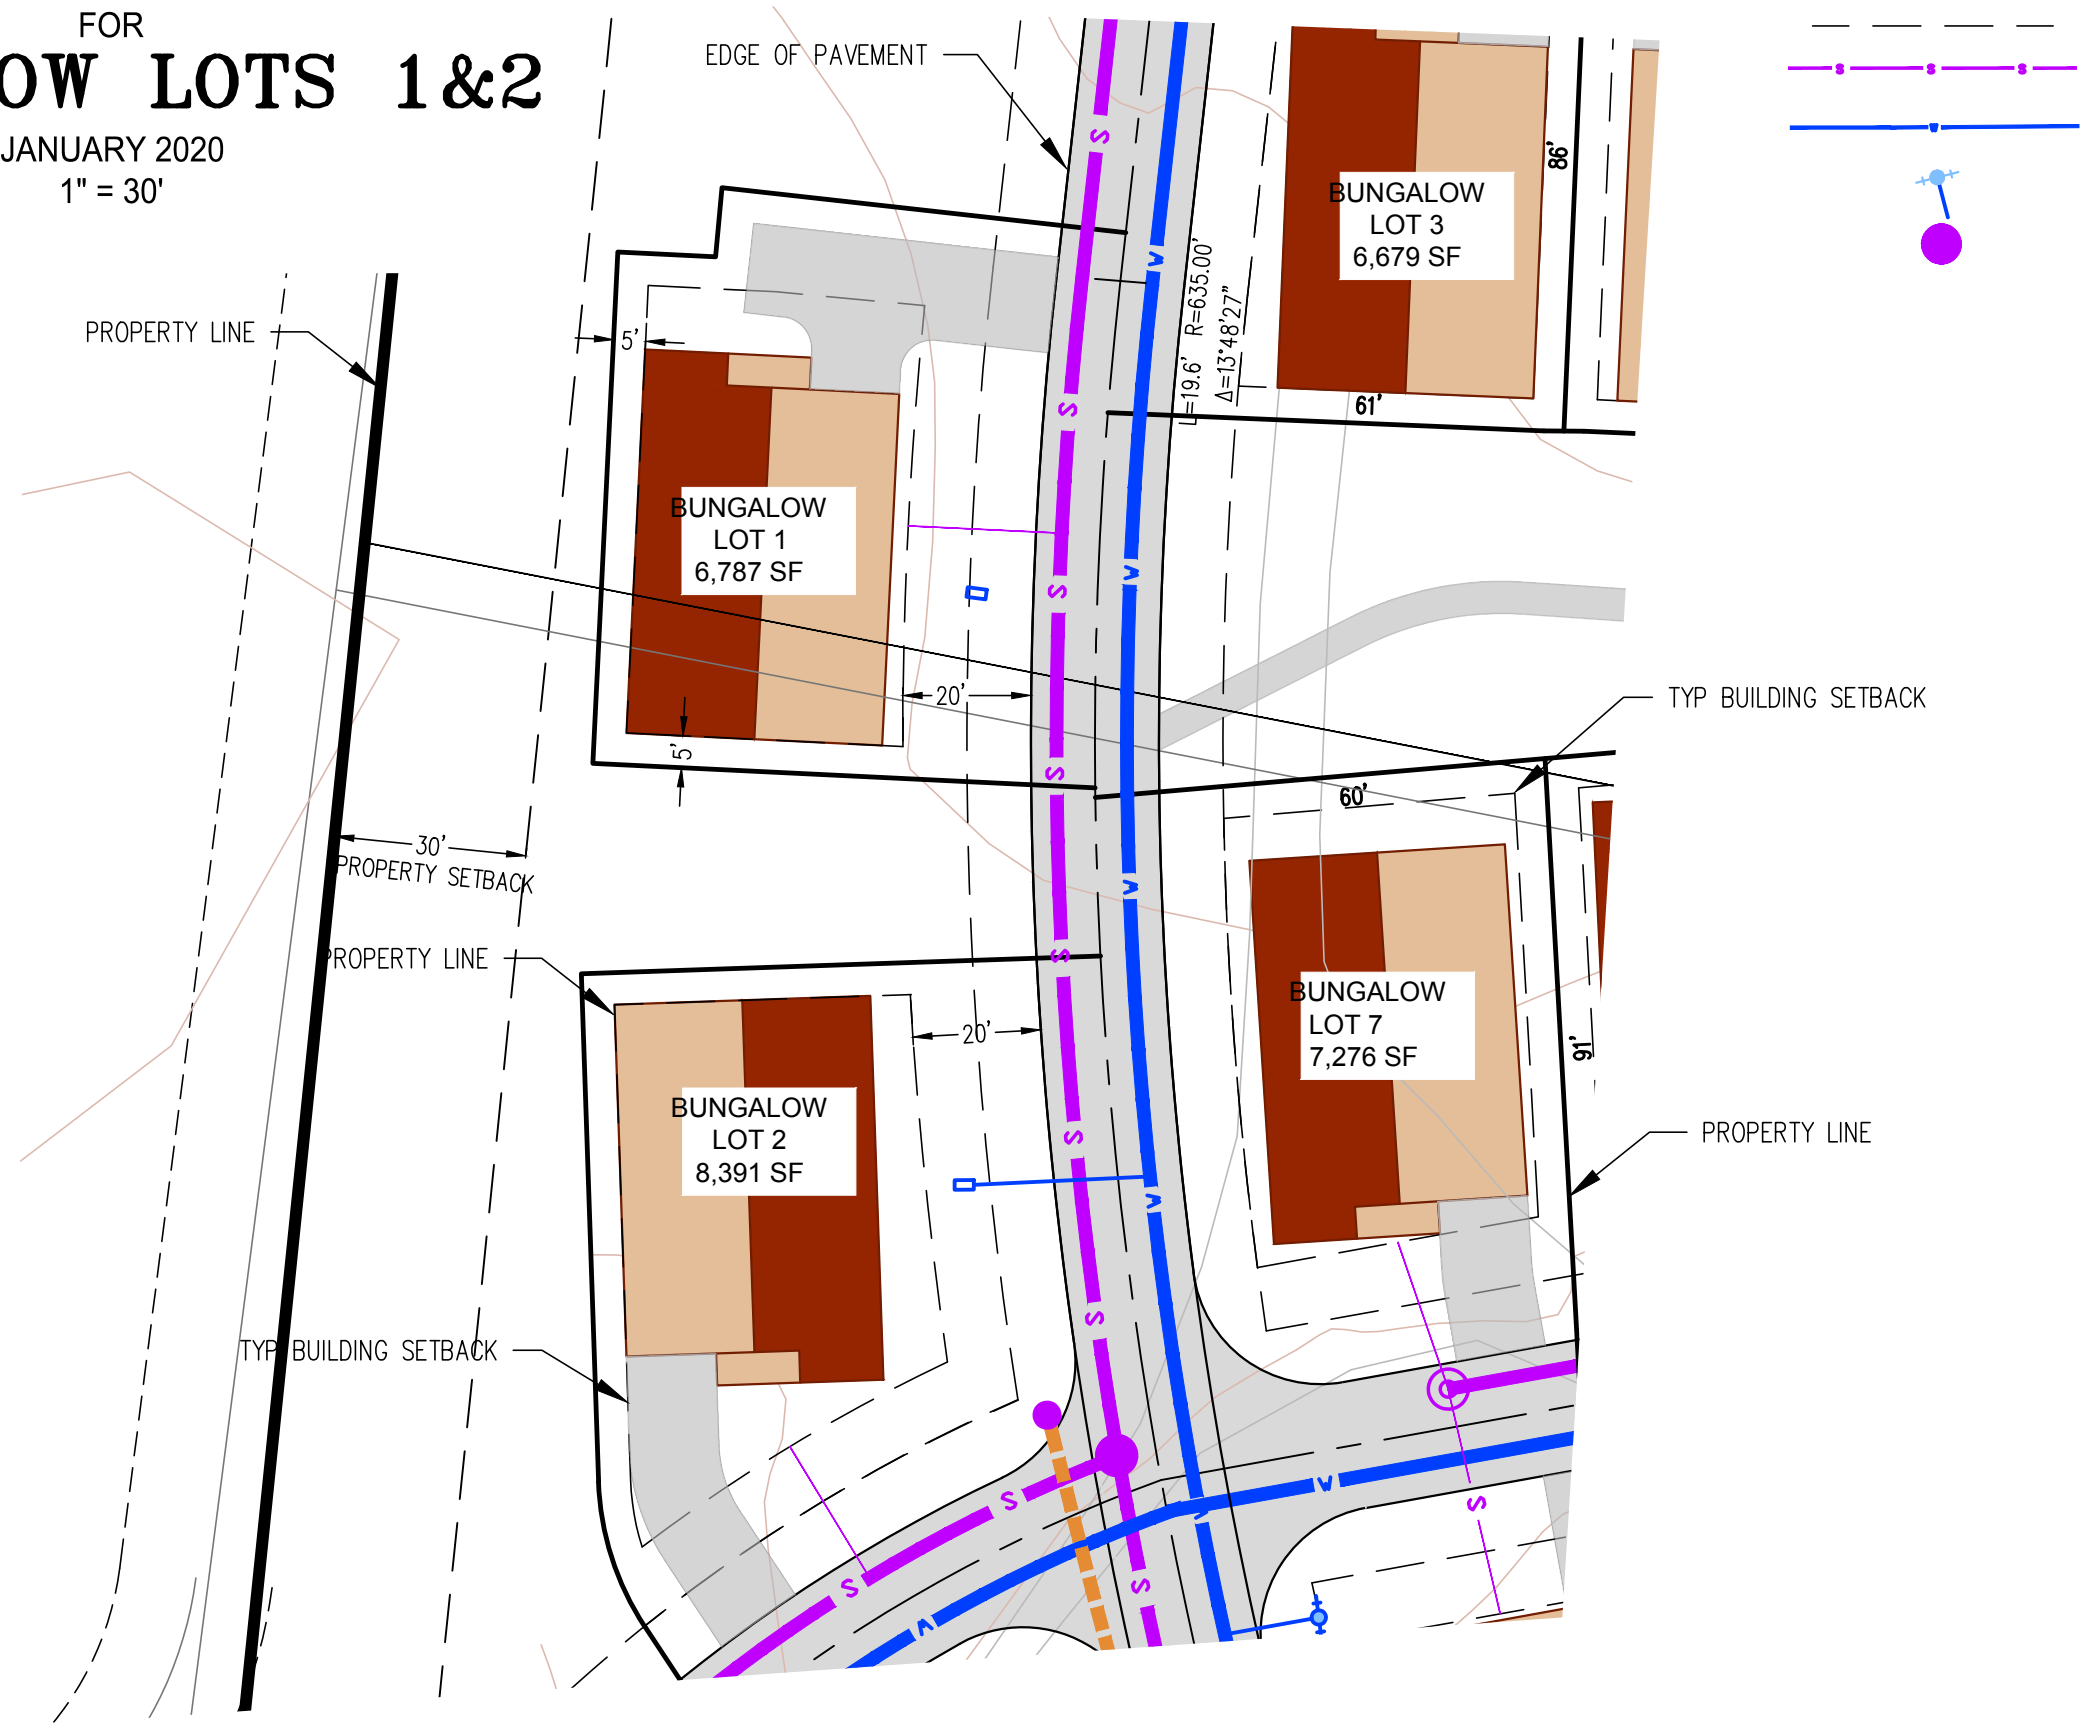 FOR
OW LOTS 1&2
JANUARY 2020
1" = 30'
EDGE OF PAVEMENT
S
S
S
W
S
BUNGALOW
LOT 3
6,679 SF
86'
W
L=19.6' R=635.00'
Δ=13°48'27"
61'
PROPERTY LINE
5'
S
BUNGALOW
LOT 1
6,787 SF
W
S
20'
5'
TYP BUILDING SETBACK
S
60'
30'
PROPERTY SETBACK
W
PROPERTY LINE
S
20'
BUNGALOW
LOT 7
7,276 SF
91'
BUNGALOW
LOT 2
8,391 SF
S
PROPERTY LINE
W
S
TYP BUILDING SETBACK
S
W
S
S
S
W